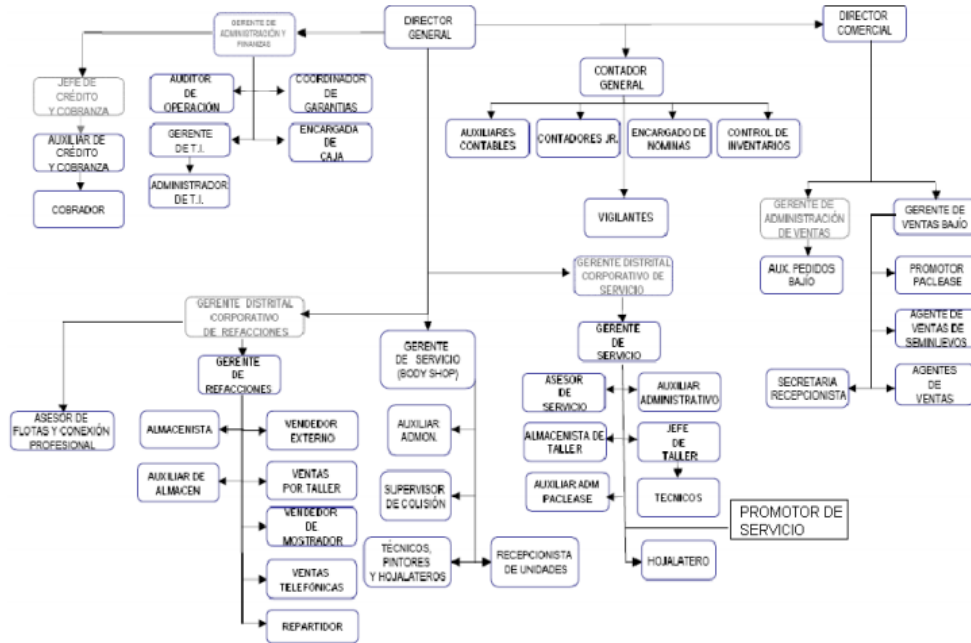 GERENTE DE
ADMINISTRACIÓN Y
FINANZAS
DIRECTOR
GENERAL
DIRECTOR
COMERCIAL
JEFE DE
CRÉDITO
Y COBRANZA
AUDITOR
DE
OPERACIÓN
COORDINADOR
DE
GARANTIAS
CONTADOR
GENERAL
AUXILIAR DE
CRÉDITO
Y COBRANZA
GERENTE
DE T.I.
ENCARGADA
DE
CAJA
AUXILIARES
CONTABLES
CONTADORES JR.
ENCARGADO DE
NOMINAS
CONTROL DE
INVENTARIOS
COBRADOR
ADMINISTRADOR
DE T.I.
VIGILANTES
GERENTE DE
ADMINISTRACIÓN
DE VENTAS
GERENTE DE
VENTAS BAJÍO
AUX. PEDIDOS
BAJÍO
PROMOTOR
PACLEASE
GERENTE DISTRITAL
CORPORATIVO DE
SERVICIO
GERENTE DISTRITAL
CORPORATIVO
DE REFACCIONES
GERENTE
DE SERVICIO
(BODY SHOP)
GERENTE
DE
SERVICIO
AGENTE DE
VENTAS DE
SEMINUEVOS
GERENTE
DE
REFACCIONES
ASESOR
DE
SERVICIO
AUXILIAR
ADMINISTRATIVO
SECRETARIA
RECEPCIONISTA
AGENTES
DE
VENTAS
ASESOR DE
FLOTAS Y CONEXIÓN
PROFESIONAL
ALMACENISTA
VENDEDOR
EXTERNO
AUXILIAR
ADMON.
ALMACENISTA DE
TALLER
JEFE
DE
TALLER
AUXILIAR DE
ALMACEN
VENTAS
POR TALLER
SUPERVISOR
DE COLISIÓN
AUXILIAR ADM
PACLEASE
TECNICOS
VENDEDOR
DE
MOSTRADOR
PROMOTOR DE
SERVICIO
TÉCNICOS,
PINTORES
Y HOJALATEROS
RECEPCIONISTA
DE UNIDADES
HOJALATERO
VENTAS
TELEFÓNICAS
REPARTIDOR